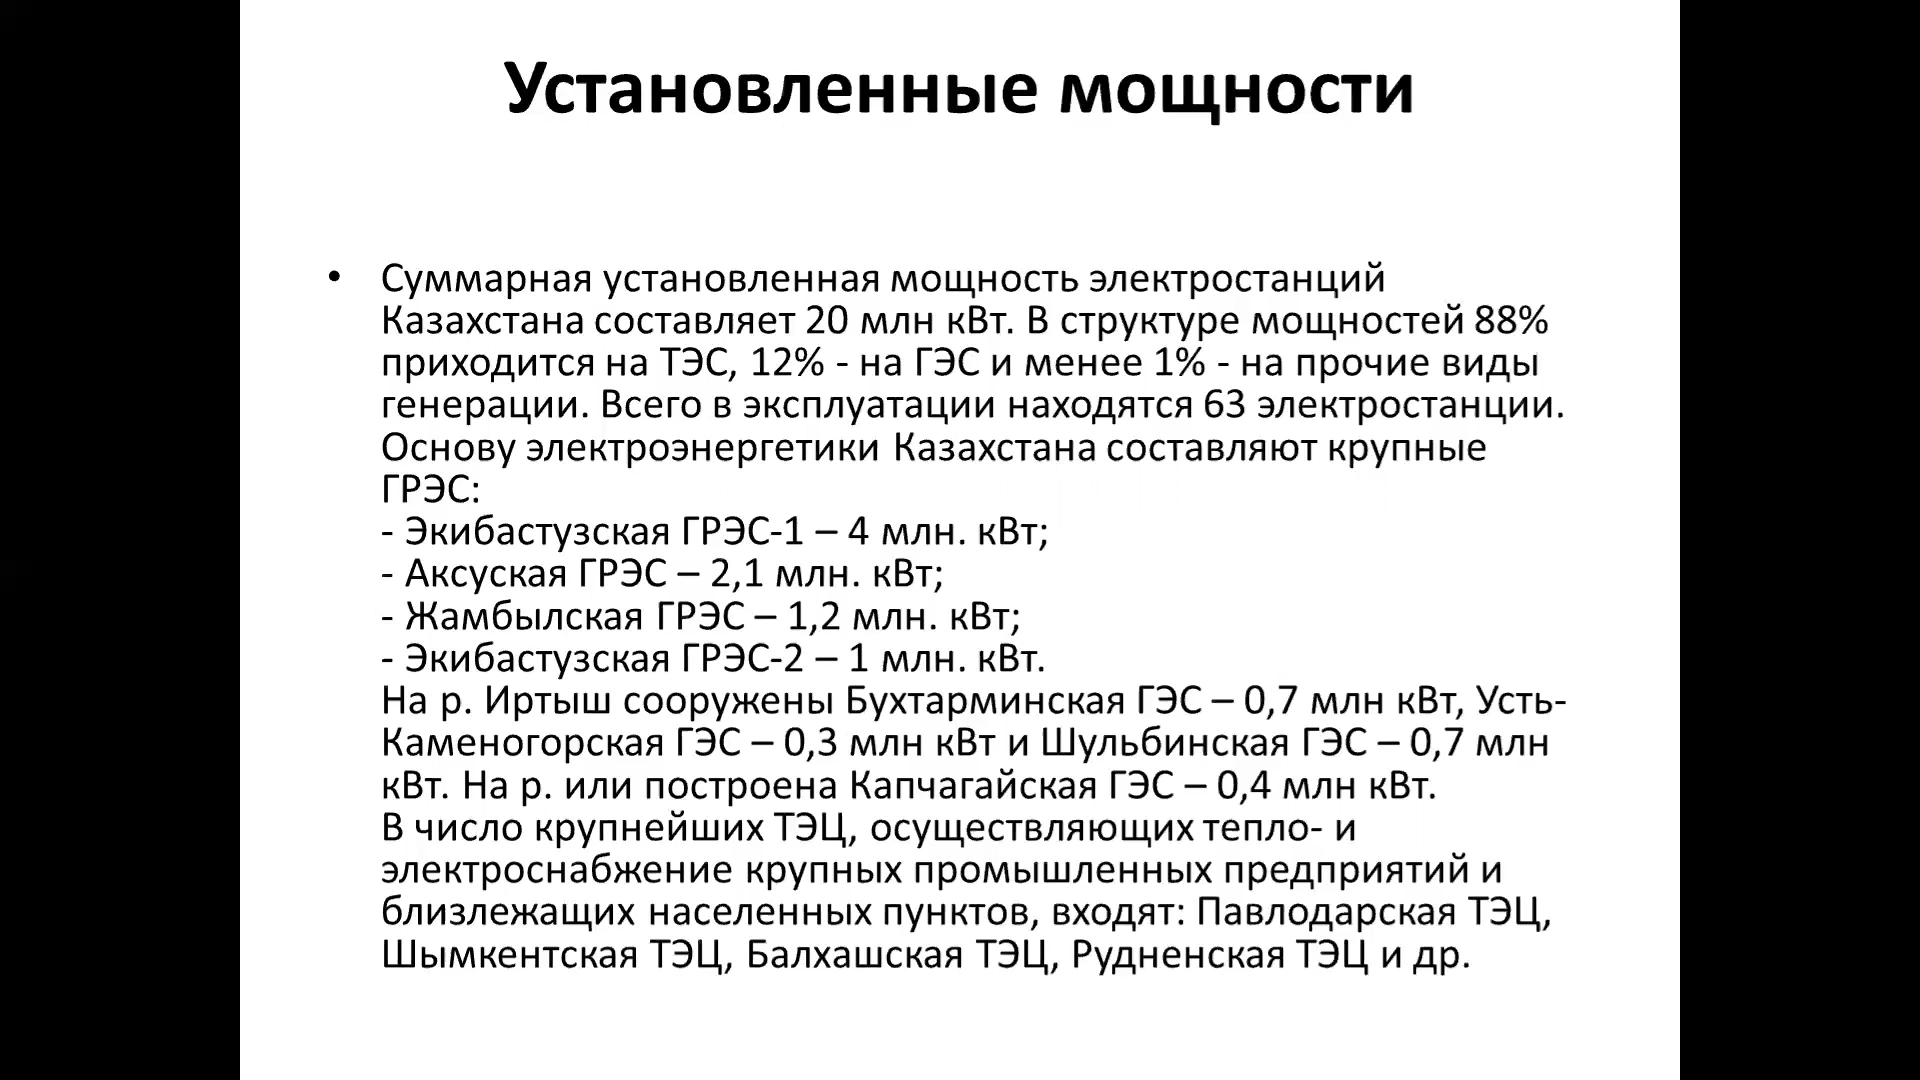 Установленные мощности
• Суммарная установленная мощность электростанций
Казахстана составляет 20 млн кВт. В структуре мощностей 88%
приходится на ТЭС, 12% - на ГЭС и менее 1% - на прочие виды
генерации. Всего в эксплуатации находятся 63 электростанции.
Основу электроэнергетики Казахстана составляют крупные
ГРЭС:
- Экибастузская ГРЭС-1 – 4 млн. кВт;
- Аксуская ГРЭС – 2,1 млн. кВт;
- Жамбылская ГРЭС – 1,2 млн. кВт;
- Экибастузская ГРЭС-2 – 1 млн. кВт.
На р. Иртыш сооружены Бухтарминская ГЭС – 0,7 млн кВт, Усть-
Каменогорская ГЭС – 0,3 млн кВт и Шульбинская ГЭС – 0,7 млн
кВт. На р. или построена Капчагайская ГЭС – 0,4 млн кВт.
В число крупнейших ТЭЦ, осуществляющих тепло- и
электроснабжение крупных промышленных предприятий и
близлежащих населенных пунктов, входят: Павлодарская ТЭЦ,
Шымкентская ТЭЦ, Балхашская ТЭЦ, Рудненская ТЭЦ и др.